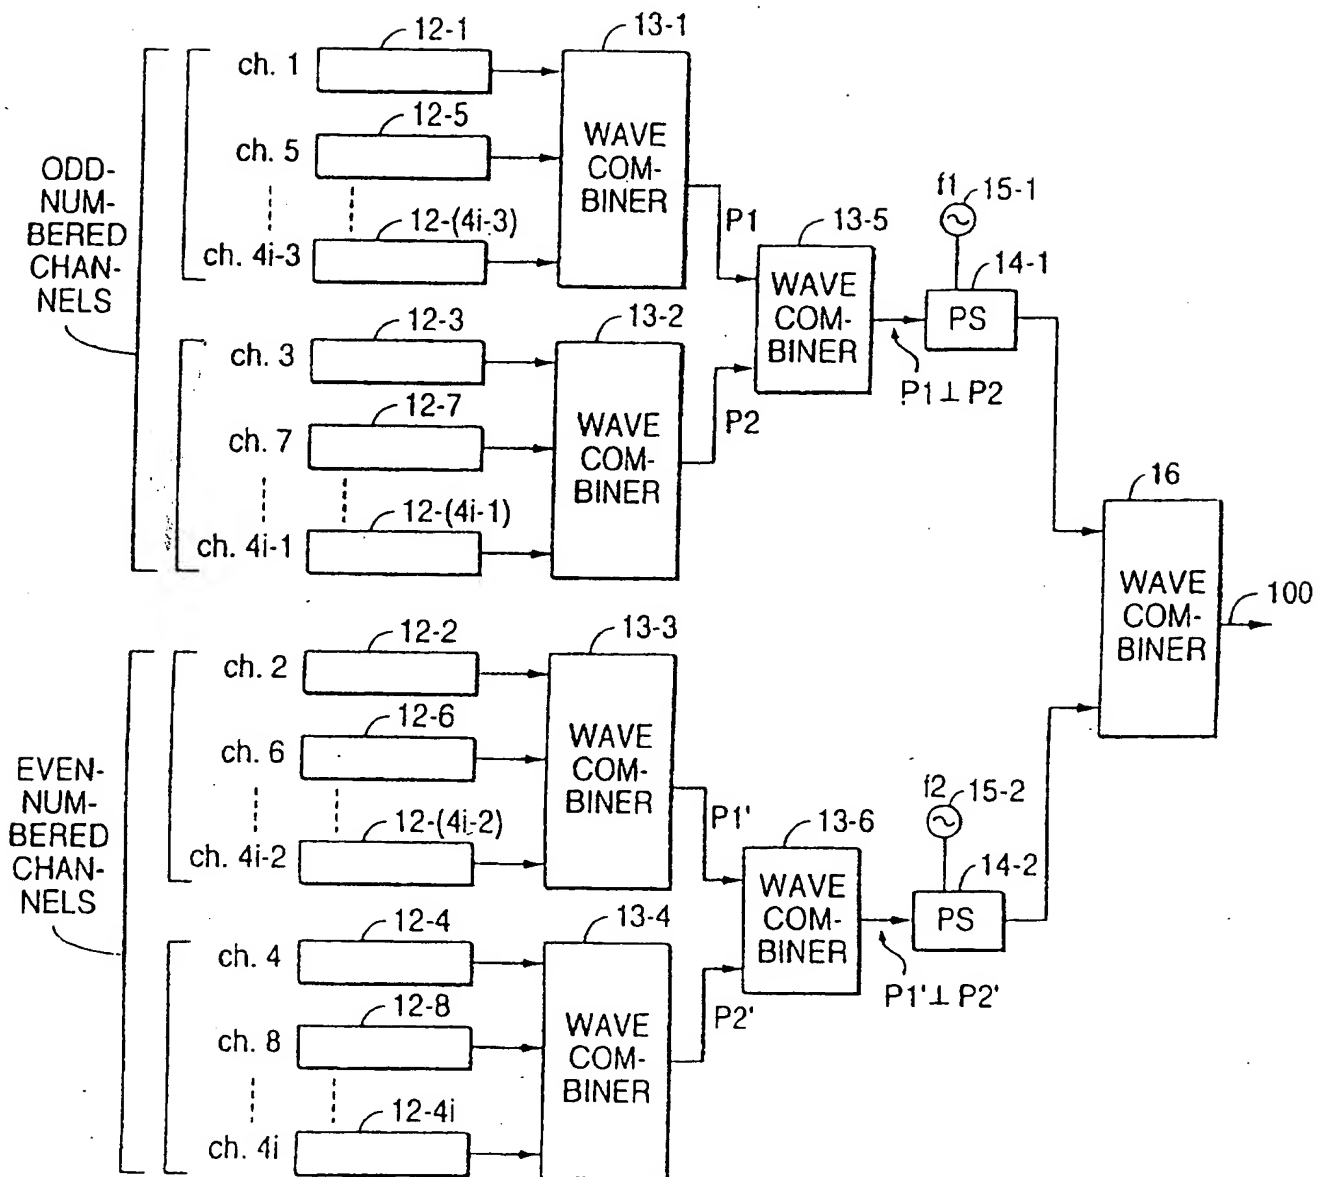 12-1
13-1
ch. 1
12-5
ch. 5
WAVE
COM-
BINER
12-(4i-3)
ch. 4i-3
ODD-
NUM-
BERED
CHAN-
NELS
P1
13-5
WAVE
COM-
BINER
f1
15-1
14-1
PS
P1⊥P2
12-3
13-2
ch. 3
12-7
ch. 7
WAVE
COM-
BINER
12-(4i-1)
ch. 4i-1
P2
16
WAVE
COM-
BINER
100
12-2
13-3
ch. 2
12-6
ch. 6
WAVE
COM-
BINER
12-(4i-2)
ch. 4i-2
EVEN-
NUM-
BERED
CHAN-
NELS
P1'
13-6
WAVE
COM-
BINER
f2
15-2
14-2
PS
P1'⊥P2'
12-4
13-4
ch. 4
12-8
ch. 8
WAVE
COM-
BINER
12-4i
ch. 4i
P2'